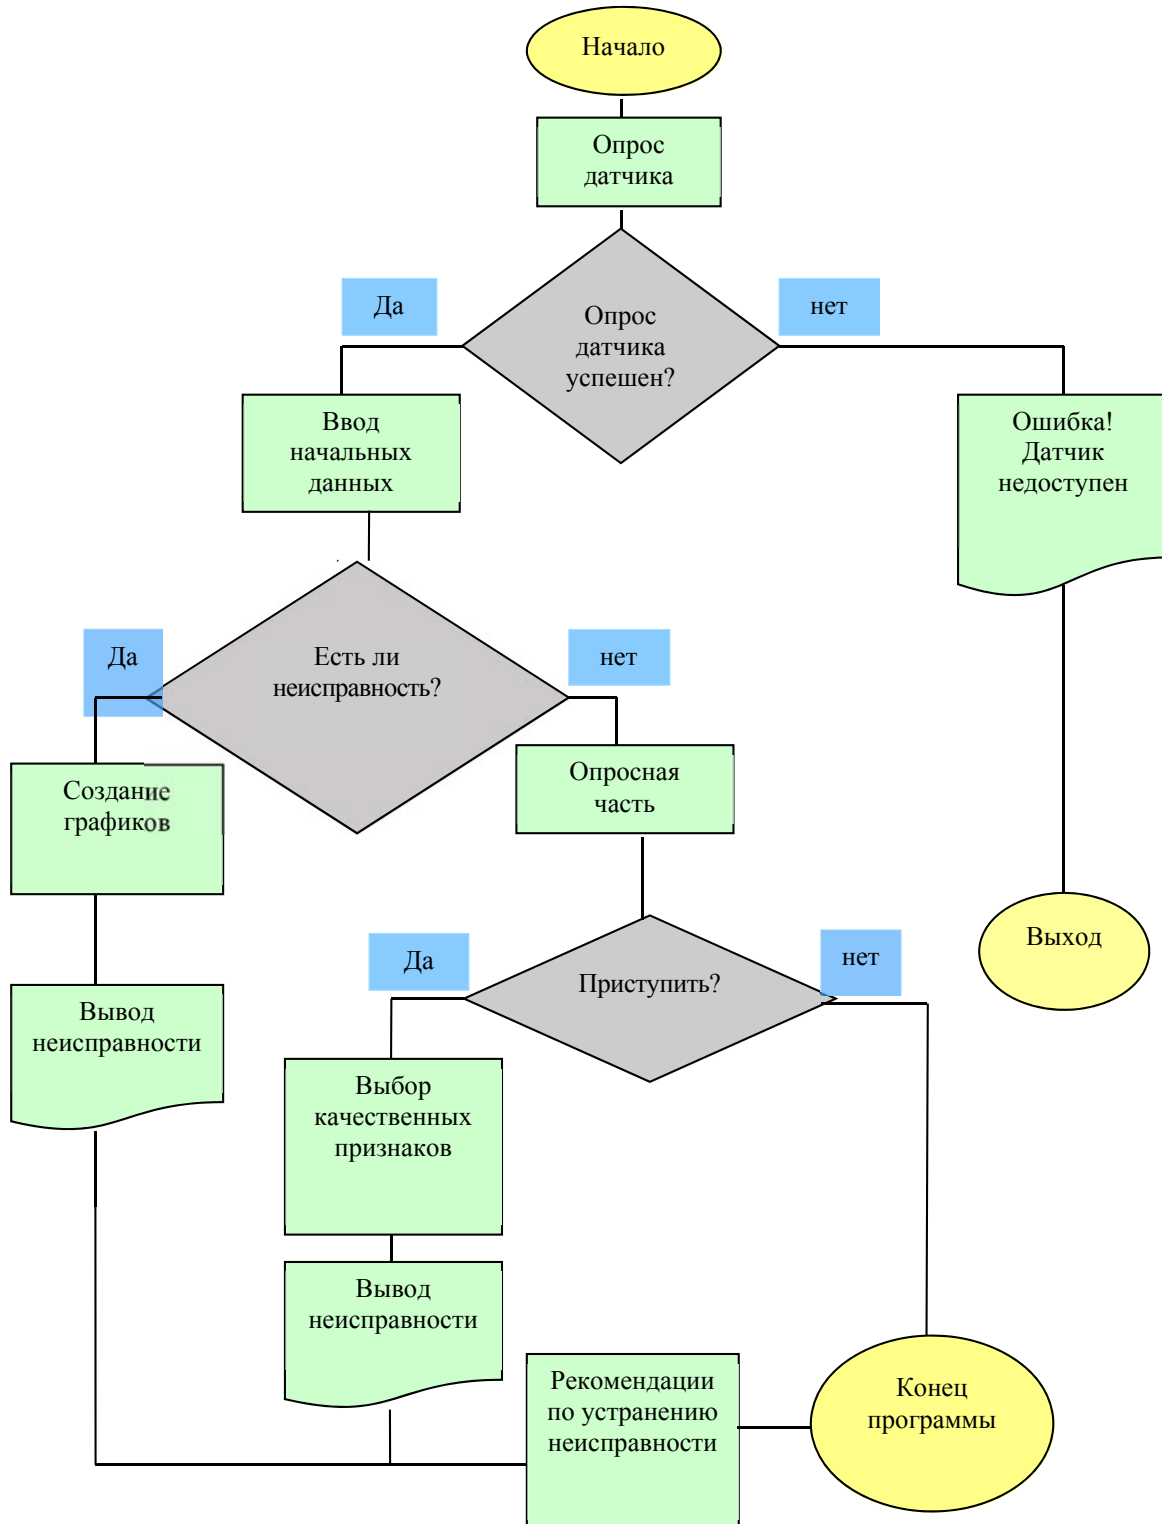 Начало
Опрос
датчика
Да
нет
Опрос
датчика
успешен?
Ввод
начальных
данных
Ошибка!
Датчик
недоступен
Да
Есть ли
неисправность?
нет
Создание
графиков
Опросная
часть
Выход
Да
Приступить?
нет
Вывод
неисправности
Выбор
качественных
признаков
Вывод
неисправности
Рекомендации
по устранению
неисправности
Конец
программы